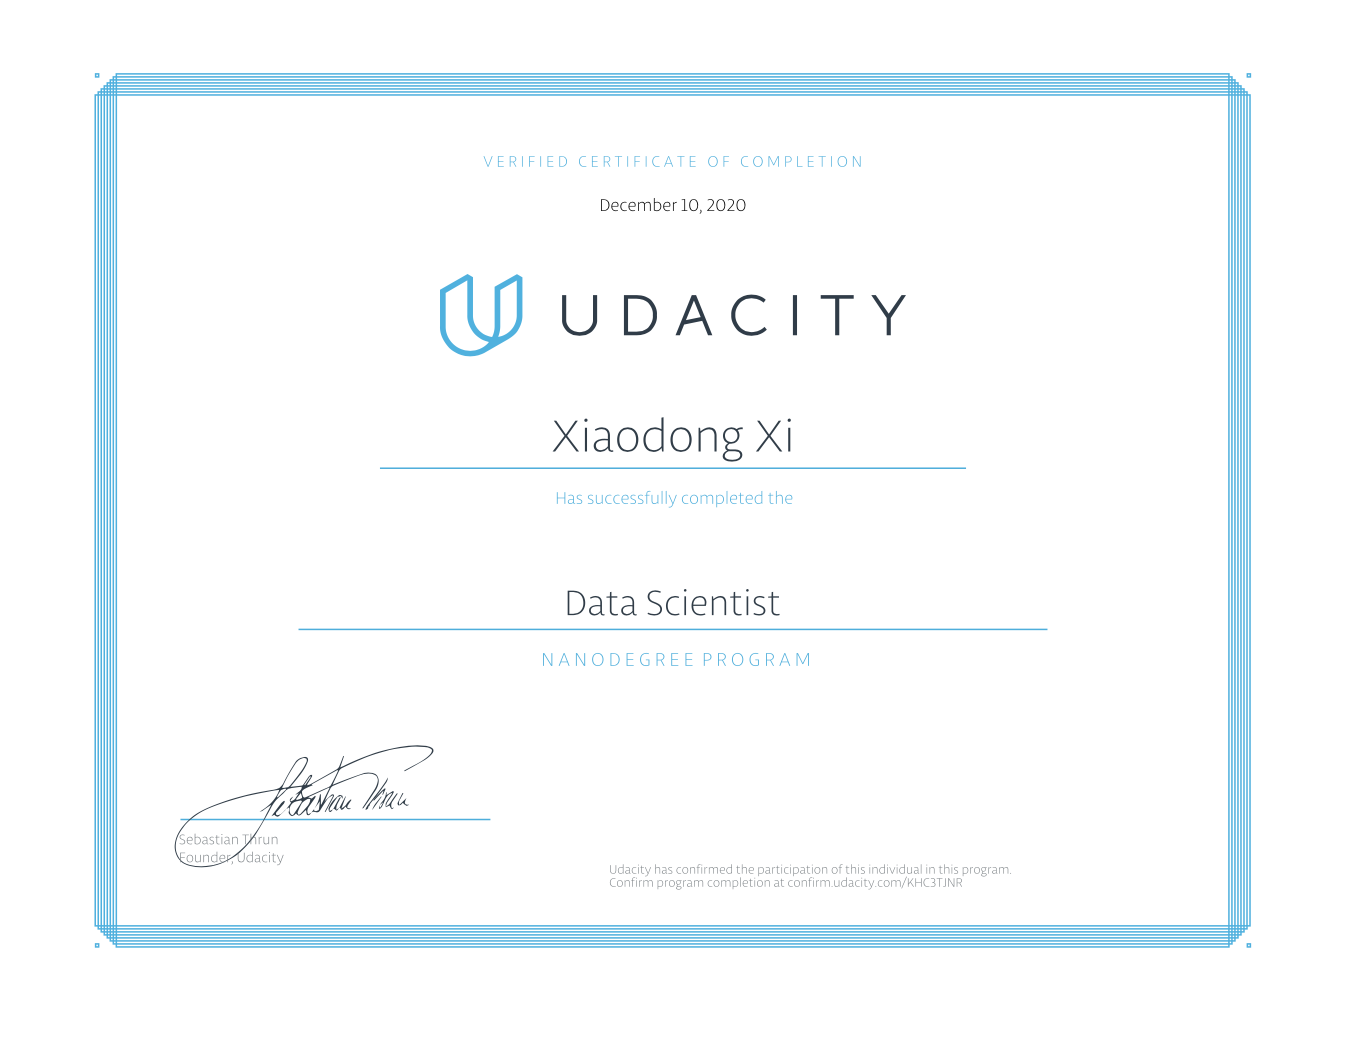 VERIFIED CERTIFICATE OF COMPLETION
December 10, 2020
UDACITY
Xiaodong Xi
Has successfully completed the
Data Scientist
NANODEGREE PROGRAM
Sebastian Thrun
Sebastian Thrun
Founder, Udacity
Udacity has confirmed the participation of this individual in this program.
Confirm program completion at confirm.udacity.com/KHC3TJNR